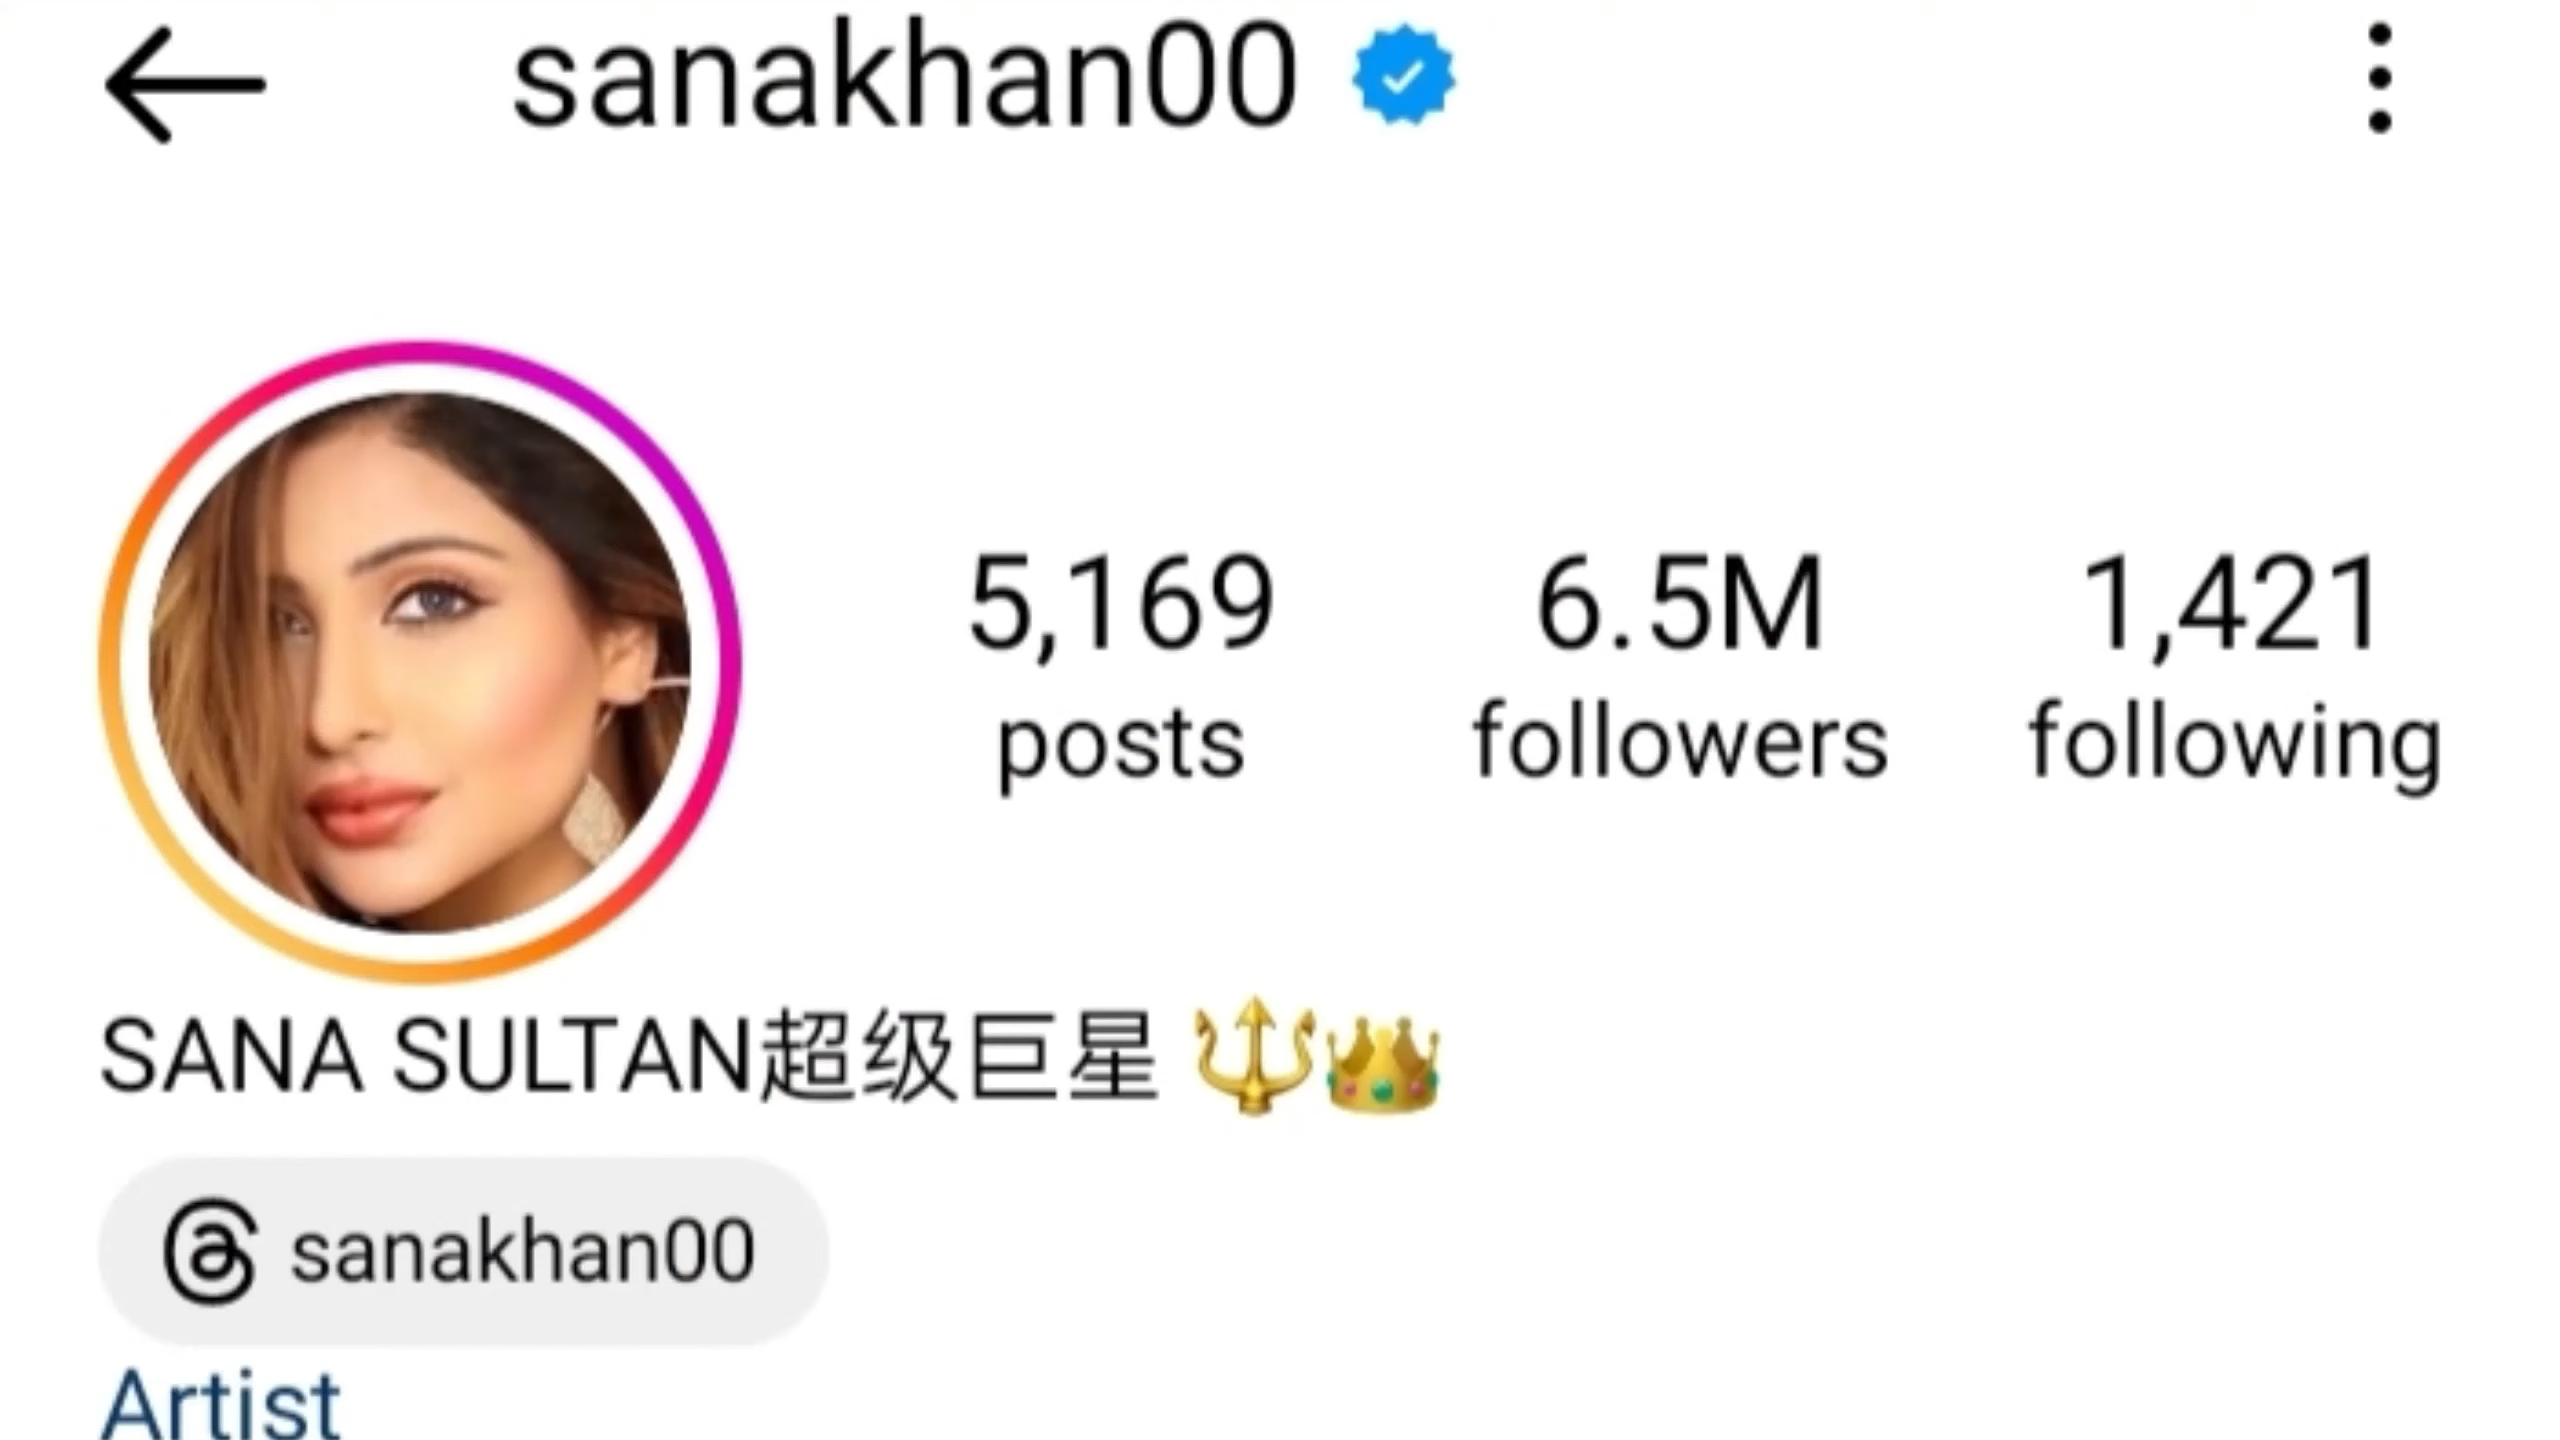 sanakhan00
5,169 6.5M 1,421
posts followers following
SANA SULTAN超级巨星 🔱👑
sanakhan00
Artist